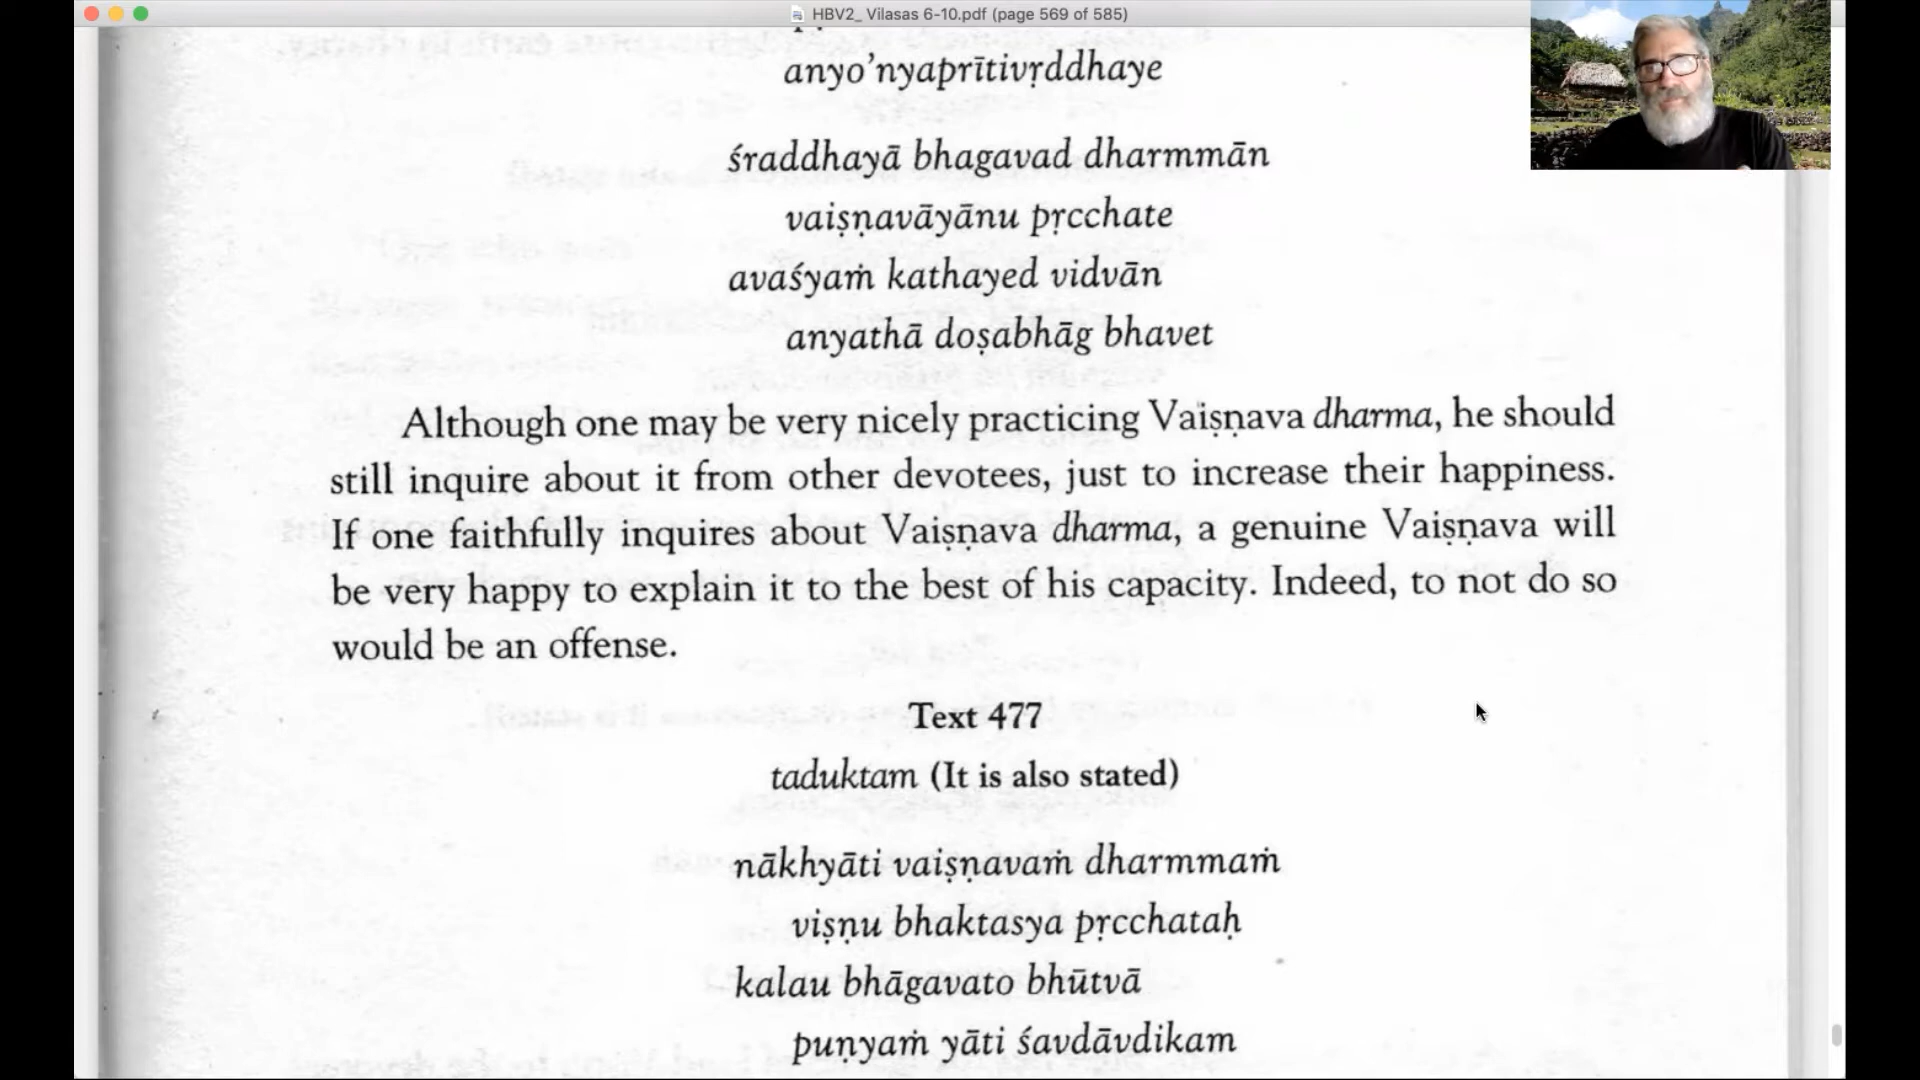 HBV2_ Vilasas 6-10.pdf (page 569 of 585)
anyo’nyaprītivṛddhaye
śraddhayā bhagavad dharmmān
vaiṣṇavāyānu pṛcchate
avaśyaṁ kathayed vidvān
anyathā doṣabhāg bhavet
Although one may be very nicely practicing Vaiṣṇava dharma, he should
still inquire about it from other devotees, just to increase their happiness.
If one faithfully inquires about Vaiṣṇava dharma, a genuine Vaiṣṇava will
be very happy to explain it to the best of his capacity. Indeed, to not do so
would be an offense.
Text 477
taduktam (It is also stated)
nākhyāti vaiṣṇavaṁ dharmmaṁ
viṣṇu bhaktasya pṛcchataḥ
kalau bhāgavato bhūtvā
puṇyaṁ yāti śavdāvdikam